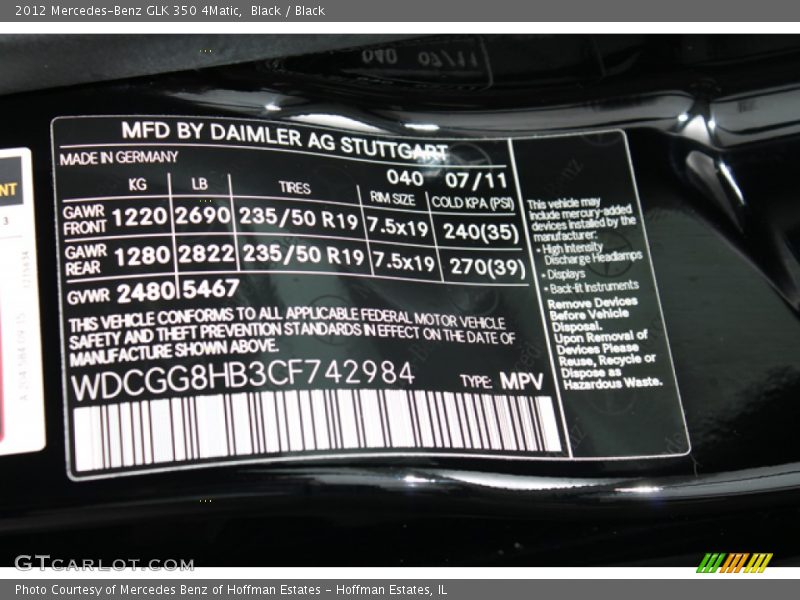 2012 Mercedes-Benz GLK 350 4Matic, Black / Black
040 07/11
MFD BY DAIMLER AG STUTTGART
MADE IN GERMANY
040 07/11
KG LB TIRES RIM SIZE COLD KPA (PSI)
GAWR FRONT 1220 2690 235/50 R19 7.5x19 240(35)
GAWR REAR 1280 2822 235/50 R19 7.5x19 270(39)
GVWR 2480 5467
THIS VEHICLE CONFORMS TO ALL APPLICABLE FEDERAL MOTOR VEHICLE
SAFETY AND THEFT PREVENTION STANDARDS IN EFFECT ON THE DATE OF
MANUFACTURE SHOWN ABOVE.
WDCGG8HB3CF742984 TYPE: MPV
This vehicle may
include mercury-added
devices installed by the
manufacturer:
• High Intensity
Discharge Headlamps
• Displays
• Back-lit Instruments
Remove Devices
Before Vehicle
Disposal.
Upon Removal of
Devices Please
Reuse, Recycle or
Dispose as
Hazardous Waste.
NT
3
GTCARLOT.COM
Photo Courtesy of Mercedes Benz of Hoffman Estates - Hoffman Estates, IL